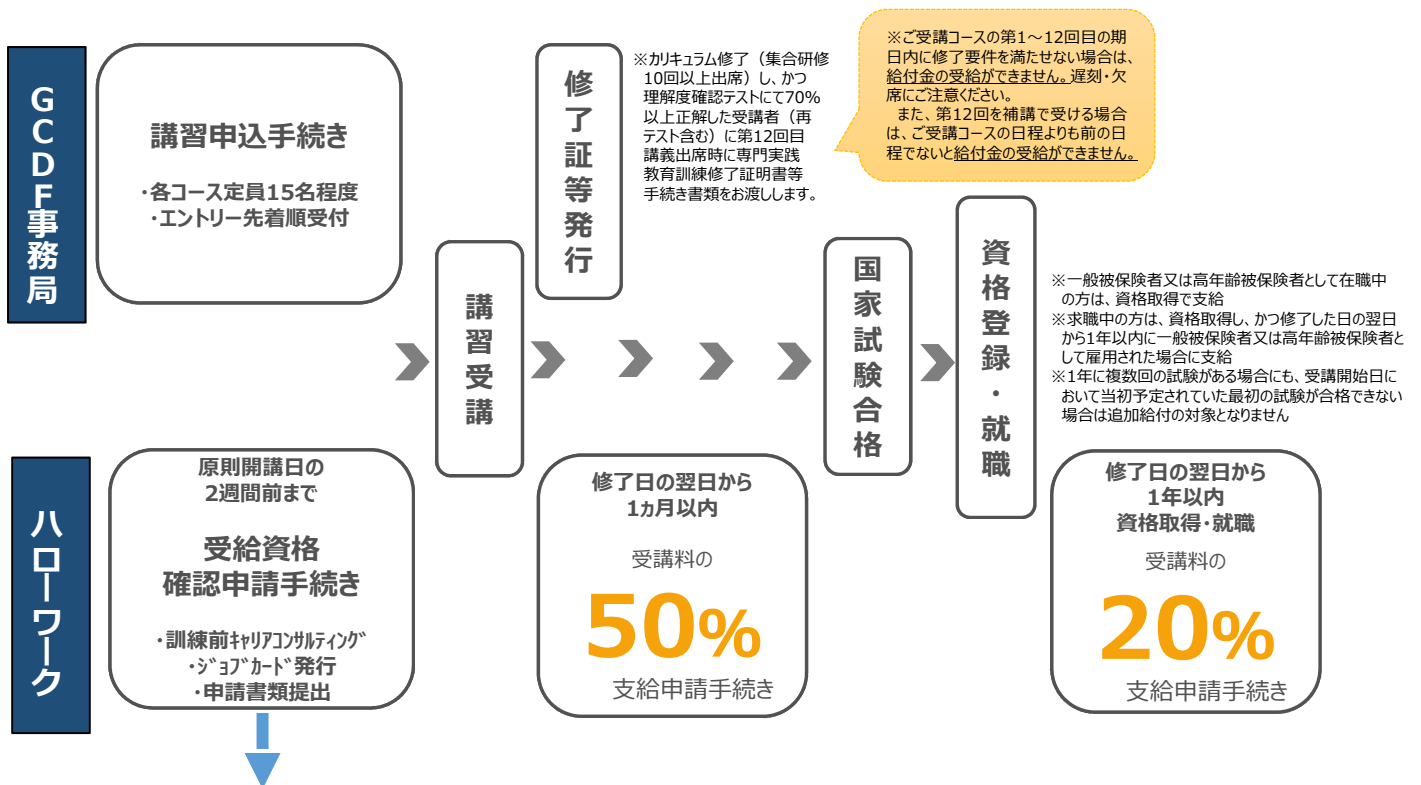 GCDF事務局
講習申込手続き
・各コース定員15名程度
・エントリー先着順受付
講習受講
修了証等発行
※カリキュラム修了（集合研修
10回以上出席）し、かつ
理解度確認テストにて70%
以上正解した受講者（再
テスト含む）に第12回目
講義出席時に専門実践
教育訓練修了証明書等
手続き書類をお渡しします。
※ご受講コースの第1～12回目の期
日内に修了要件を満たせない場合は、
給付金の受給ができません。遅刻・欠
席にご注意ください。
また、第12回を補講で受ける場合
は、ご受講コースの日程よりも前の日
程でないと給付金の受給ができません。
国家試験合格
資格登録・就職
※一般被保険者又は高年齢被保険者として在職中
の方は、資格取得で支給
※求職中の方は、資格取得し、かつ修了した日の翌日
から1年以内に一般被保険者又は高年齢被保険者と
して雇用された場合に支給
※1年に複数回の試験がある場合にも、受講開始日に
おいて当初予定されていた最初の試験が合格できない
場合は追加給付の対象となりません
ハローワーク
原則開講日の
2週間前まで
受給資格
確認申請手続き
・訓練前ｷｬﾘｱｺﾝｻﾙﾃｨﾝｸﾞ
・ｼﾞｮﾌﾞｶｰﾄﾞ発行
・申請書類提出
修了日の翌日から
1ヵ月以内
受講料の
50%
支給申請手続き
修了日の翌日から
1年以内
資格取得・就職
受講料の
20%
支給申請手続き